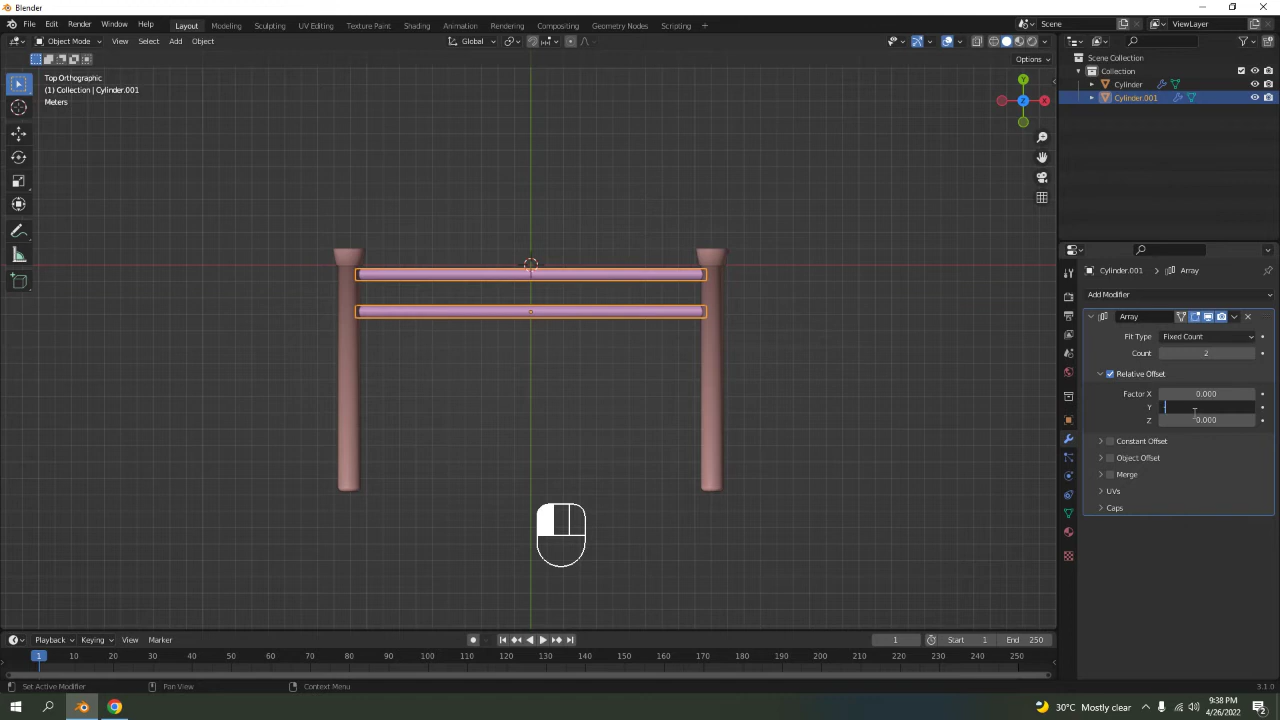 Blender
File Edit Render Window Help
Layout Modeling Sculpting UV Editing Texture Paint Shading Animation Rendering Compositing Geometry Nodes Scripting +
Scene
ViewLayer
Object Mode View Select Add Object
Global
Options
Top Orthographic
(1) Collection | Cylinder.001
Meters
Y
Z
X
Scene Collection
Collection
Cylinder
Cylinder.001
Cylinder.001 > Array
Add Modifier
Array
Fit Type Fixed Count
Count 2
Relative Offset
Factor X 0.000
Y
Z 0.000
Constant Offset
Object Offset
Merge
UVs
Caps
Playback Keying View Marker
1 Start 1 End 250
1 10 20 30 40 50 60 70 80 90 100 110 120 130 140 150 160 170 180 190 200 210 220 230 240 250
Set Active Modifier Pan View Context Menu 3.1.0
30°C Mostly clear
9:38 PM
4/26/2022
2